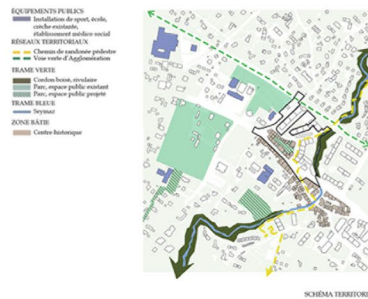 ÉQUIPEMENTS PUBLICS
Installation de sport, école,
crèche existante,
établissement médico social
RÉSEAUX TERRITORIAUX
Chemin de randonnée pédestre
Voie verte d'Agglomération
TRAME VERTE
Cordon boisé, rivulaire
Parc, espace public existant
Parc, espace public projeté
TRAME BLEUE
Seymaz
ZONE BÂTIE
Centre historique
SCHÉMA TERRITORI